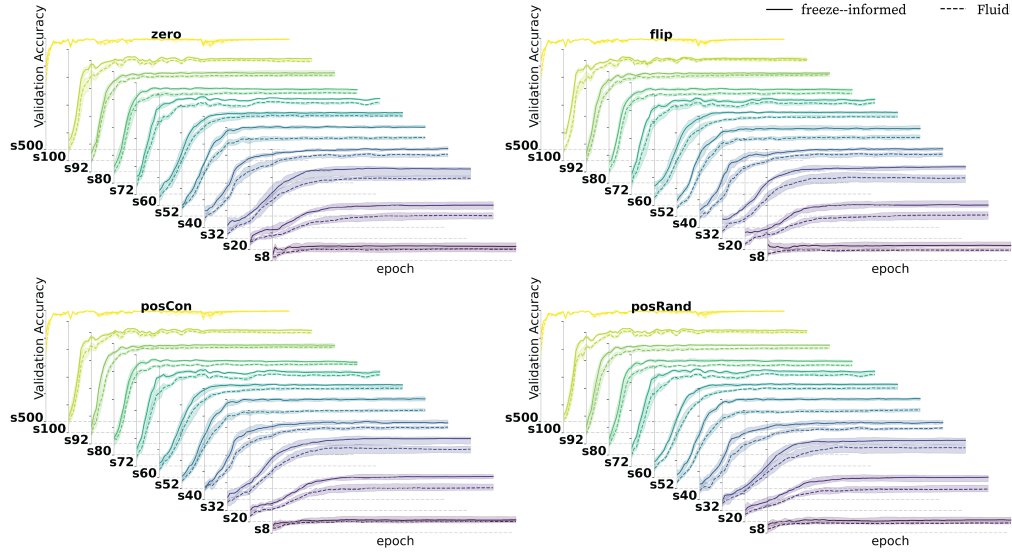 freeze--informed Fluid
zero
Validation Accuracy
s500
s100
s92
s80
s72
s60
s52
s40
s32
s20
s8
epoch
flip
Validation Accuracy
s500
s100
s92
s80
s72
s60
s52
s40
s32
s20
s8
epoch
posCon
Validation Accuracy
s500
s100
s92
s80
s72
s60
s52
s40
s32
s20
s8
epoch
posRand
Validation Accuracy
s500
s100
s92
s80
s72
s60
s52
s40
s32
s20
s8
epoch